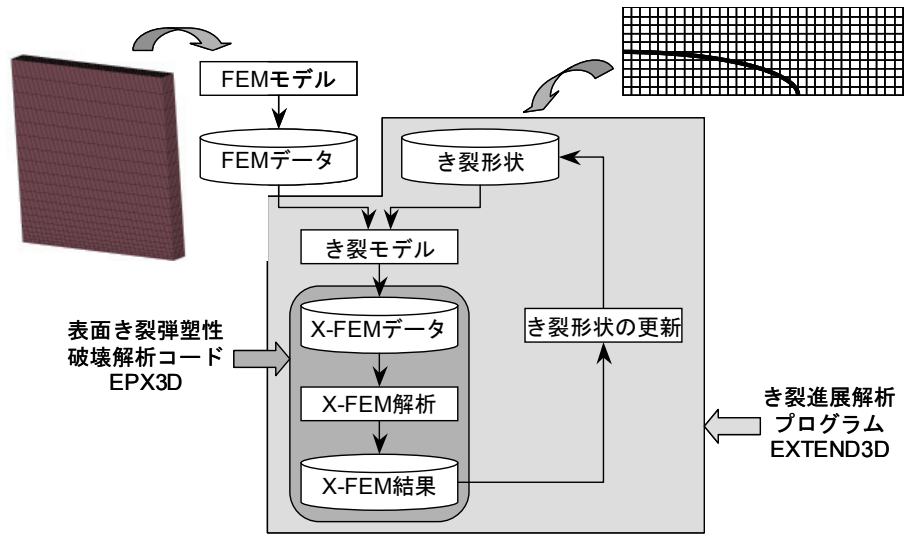 FEMモデル
FEMデータ
き裂形状
き裂モデル
X-FEMデータ
き裂形状の更新
表面き裂弾塑性
破壊解析コード
EPX3D
X-FEM解析
き裂進展解析
プログラム
EXTEND3D
X-FEM結果